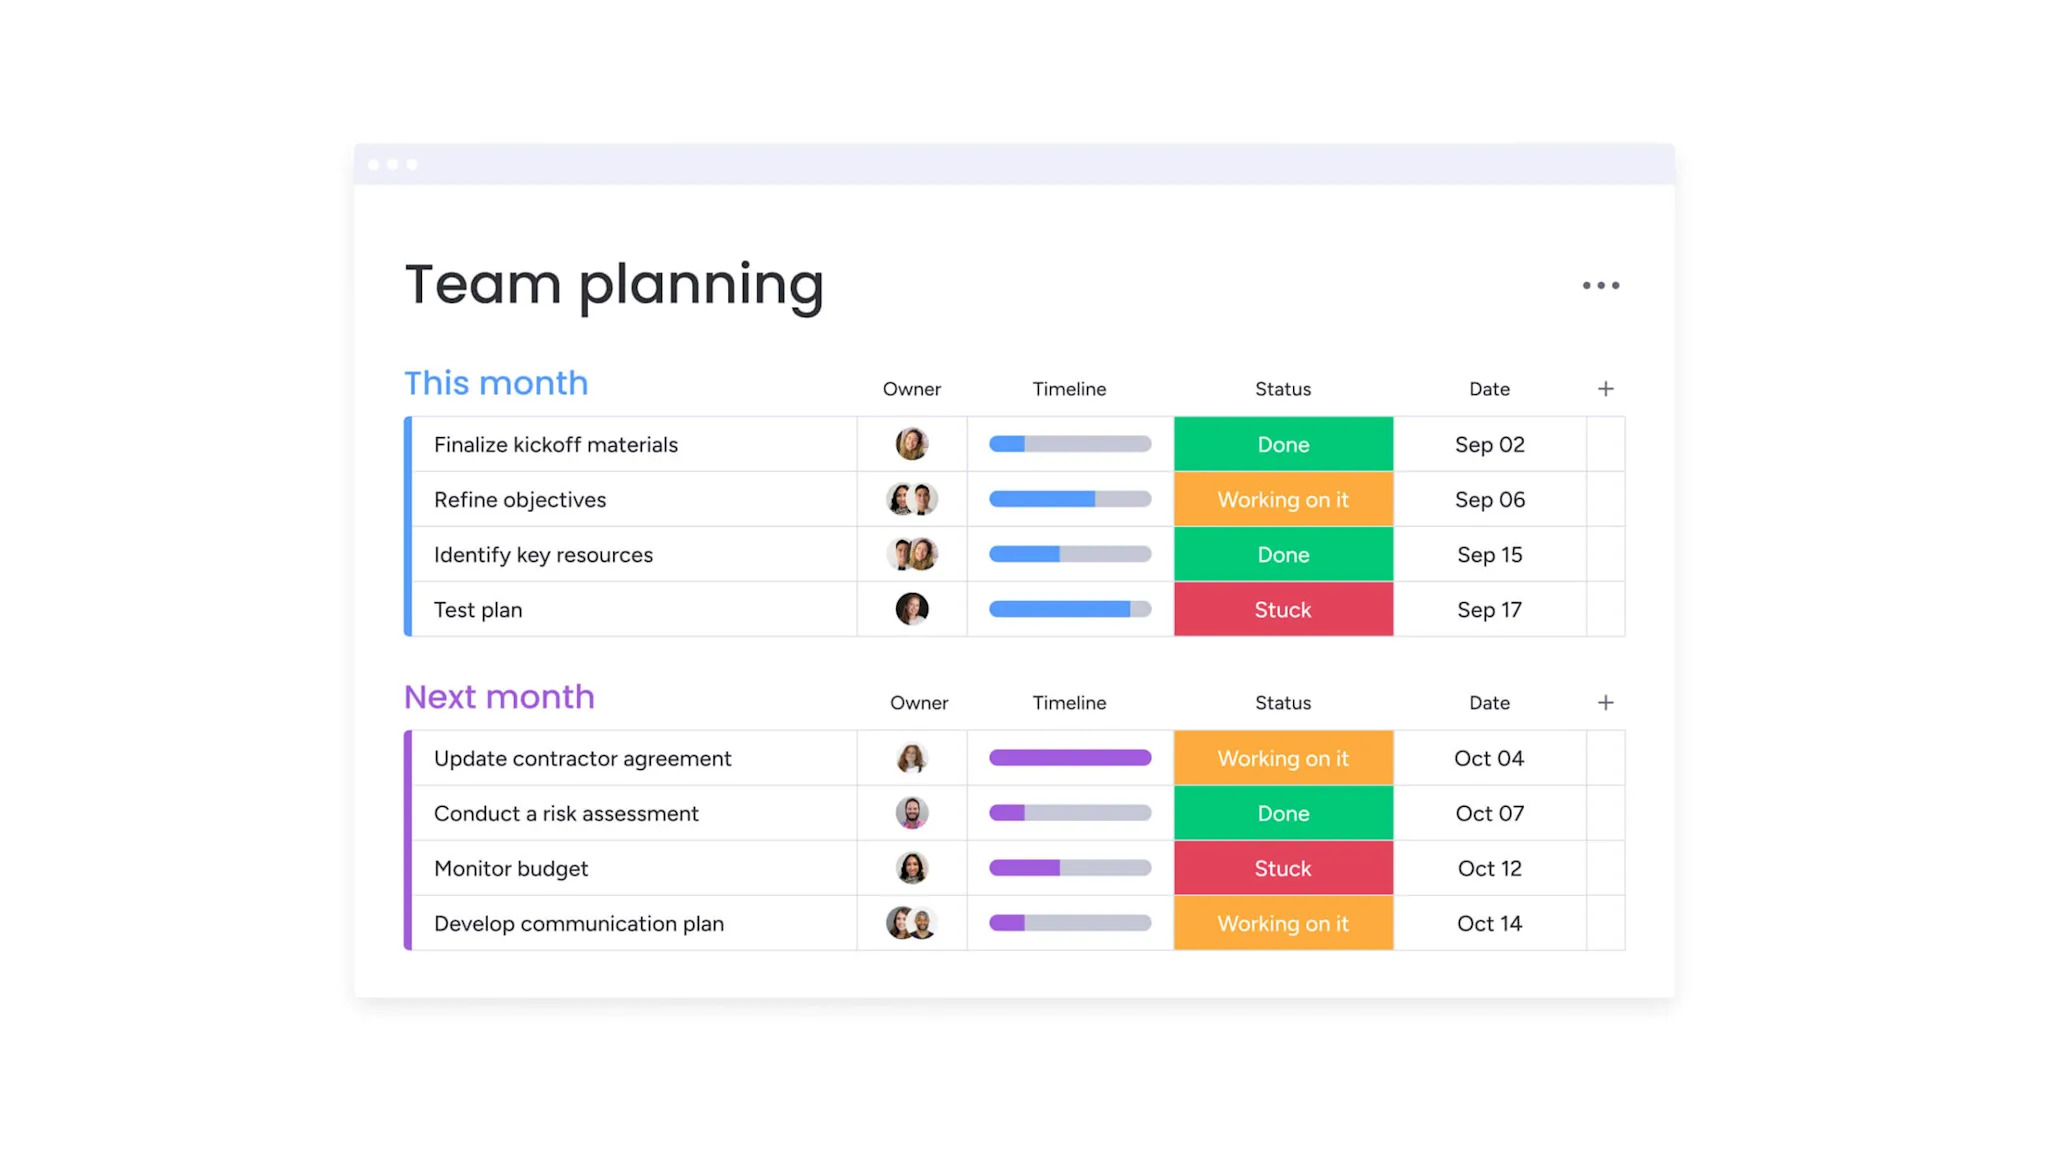 Team planning
This month Owner Timeline Status Date +
Finalize kickoff materials Done Sep 02
Refine objectives Working on it Sep 06
Identify key resources Done Sep 15
Test plan Stuck Sep 17
Next month Owner Timeline Status Date +
Update contractor agreement Working on it Oct 04
Conduct a risk assessment Done Oct 07
Monitor budget Stuck Oct 12
Develop communication plan Working on it Oct 14